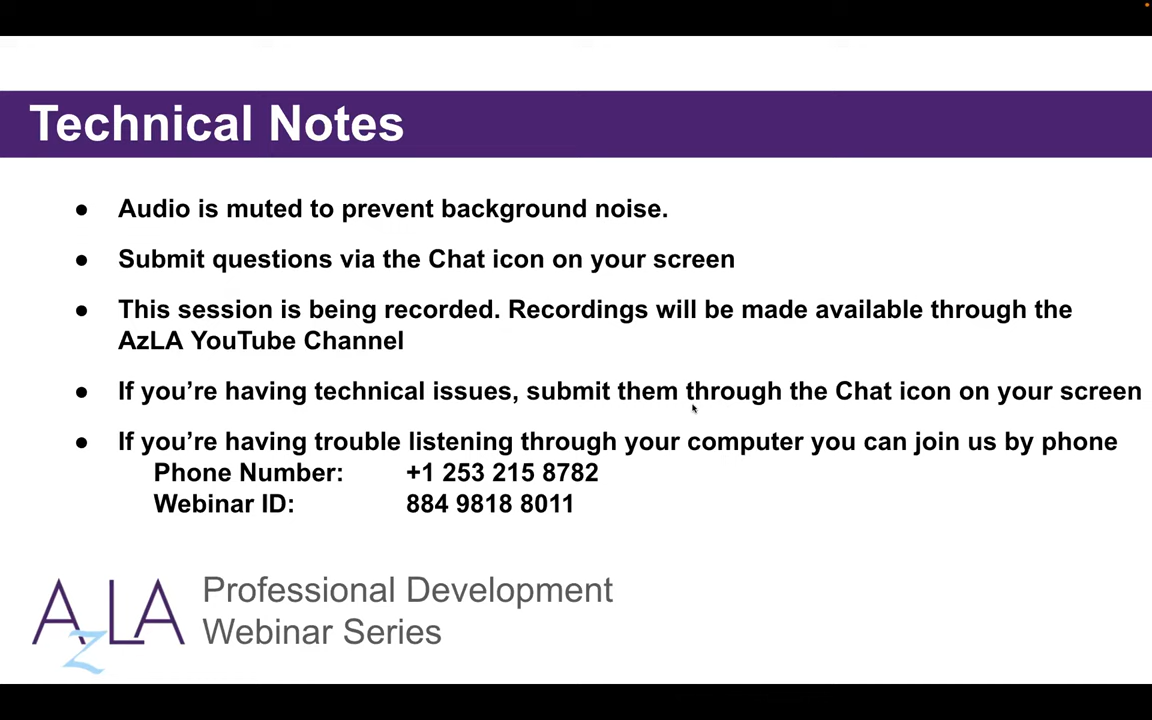 Technical Notes
● Audio is muted to prevent background noise.
● Submit questions via the Chat icon on your screen
● This session is being recorded. Recordings will be made available through the
AzLA YouTube Channel
● If you’re having technical issues, submit them through the Chat icon on your screen
● If you’re having trouble listening through your computer you can join us by phone
Phone Number: +1 253 215 8782
Webinar ID: 884 9818 8011
AzLA
Professional Development
Webinar Series